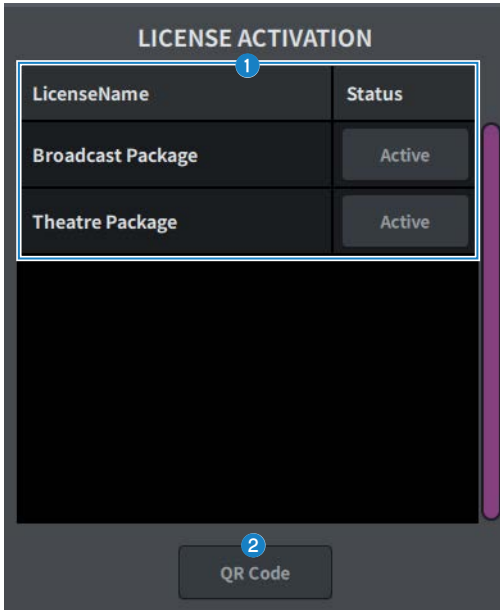 LICENSE ACTIVATION
1
LicenseName Status
Broadcast Package Active
Theatre Package Active
2
QR Code